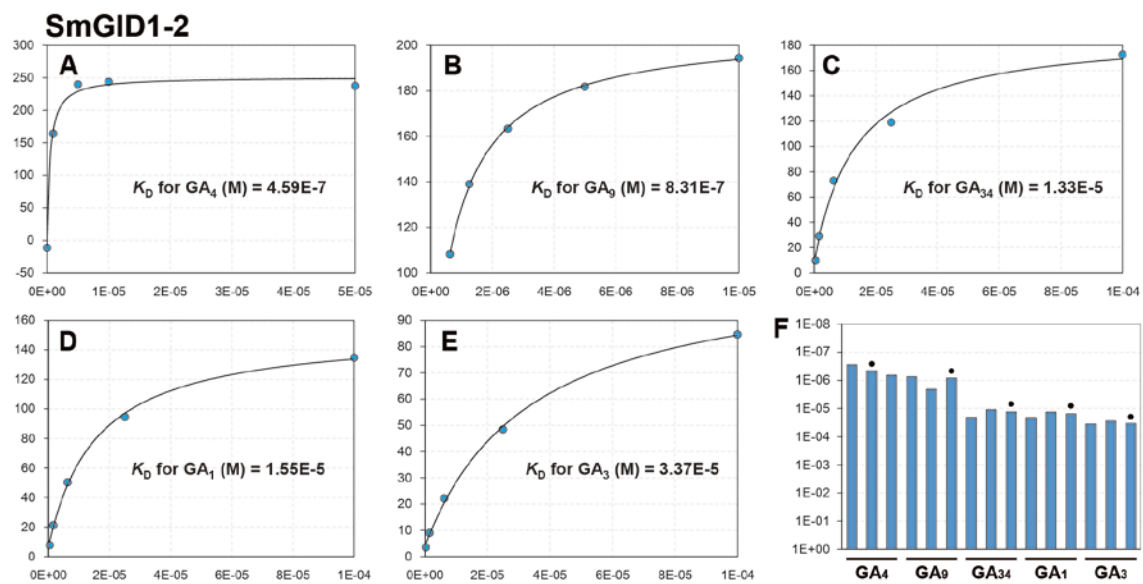 SmGID1-2
A
300
250
200
150
100
50
0
-50
0E+00 1E-05 2E-05 3E-05 4E-05 5E-05
K_D for GA₄ (M) = 4.59E-7
B
200
180
160
140
120
100
0E+00 2E-06 4E-06 6E-06 8E-06 1E-05
K_D for GA₉ (M) = 8.31E-7
C
180
160
140
120
100
80
60
40
20
0
0E+00 2E-05 4E-05 6E-05 8E-05 1E-04
K_D for GA₃₄ (M) = 1.33E-5
D
160
140
120
100
80
60
40
20
0
0E+00 2E-05 4E-05 6E-05 8E-05 1E-04
K_D for GA₁ (M) = 1.55E-5
E
90
80
70
60
50
40
30
20
10
0
0E+00 2E-05 4E-05 6E-05 8E-05 1E-04
K_D for GA₃ (M) = 3.37E-5
F
1E-08
1E-07
1E-06
1E-05
1E-04
1E-03
1E-02
1E-01
1E+00
GA₄ GA₉ GA₃₄ GA₁ GA₃